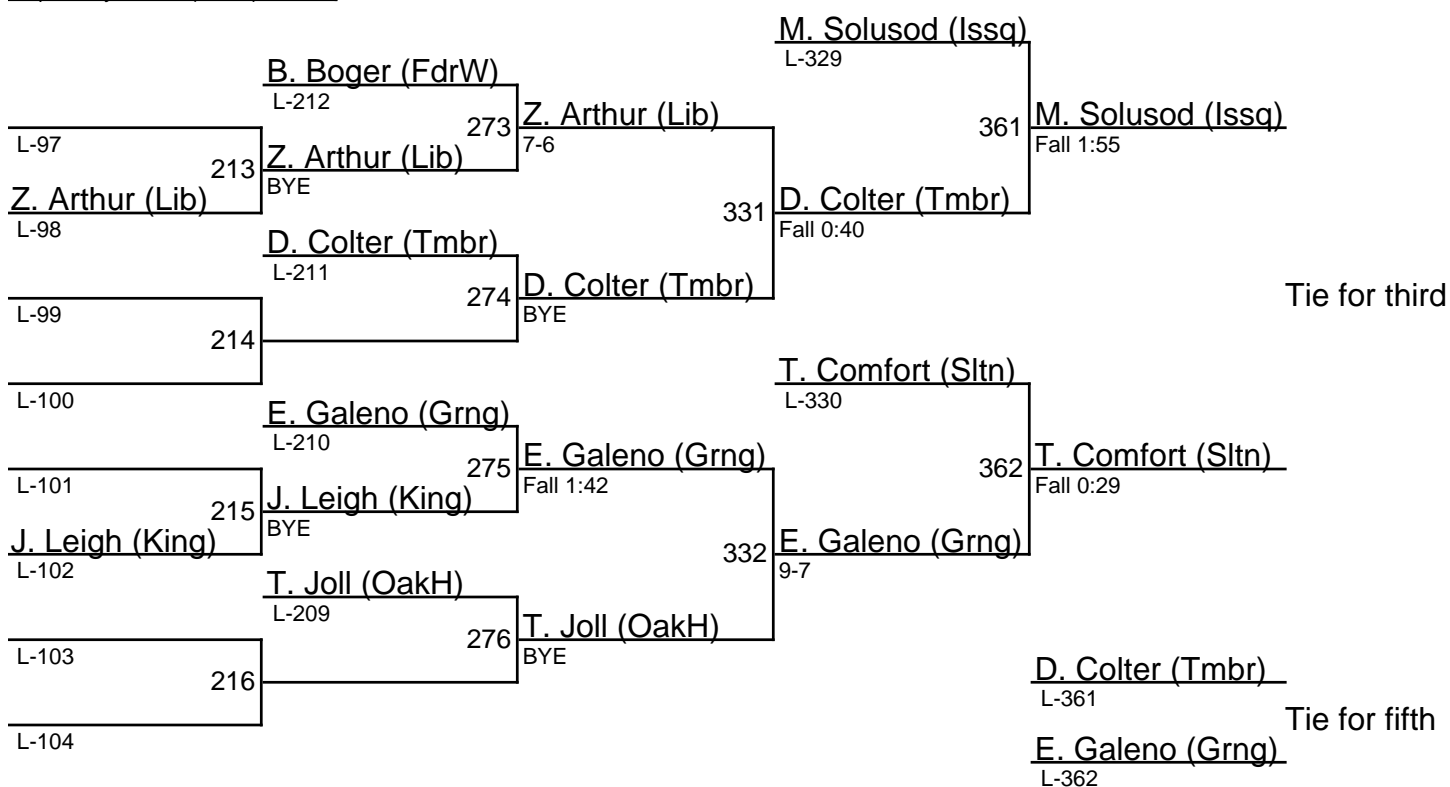 M. Solusod (Issq)
L-329
B. Boger (FdrW)
L-212
273 Z. Arthur (Lib)
7-6
361 M. Solusod (Issq)
Fall 1:55
L-97
213 Z. Arthur (Lib)
BYE
Z. Arthur (Lib)
L-98
331 D. Colter (Tmbr)
Fall 0:40
D. Colter (Tmbr)
L-211
274 D. Colter (Tmbr)
BYE
L-99
214
Tie for third
L-100
T. Comfort (Sltn)
L-330
E. Galeno (Grng)
L-210
275 E. Galeno (Grng)
Fall 1:42
362 T. Comfort (Sltn)
Fall 0:29
L-101
215 J. Leigh (King)
BYE
J. Leigh (King)
L-102
332 E. Galeno (Grng)
9-7
T. Joll (OakH)
L-209
276 T. Joll (OakH)
BYE
L-103
216
L-104
D. Colter (Tmbr)
L-361
Tie for fifth
E. Galeno (Grng)
L-362